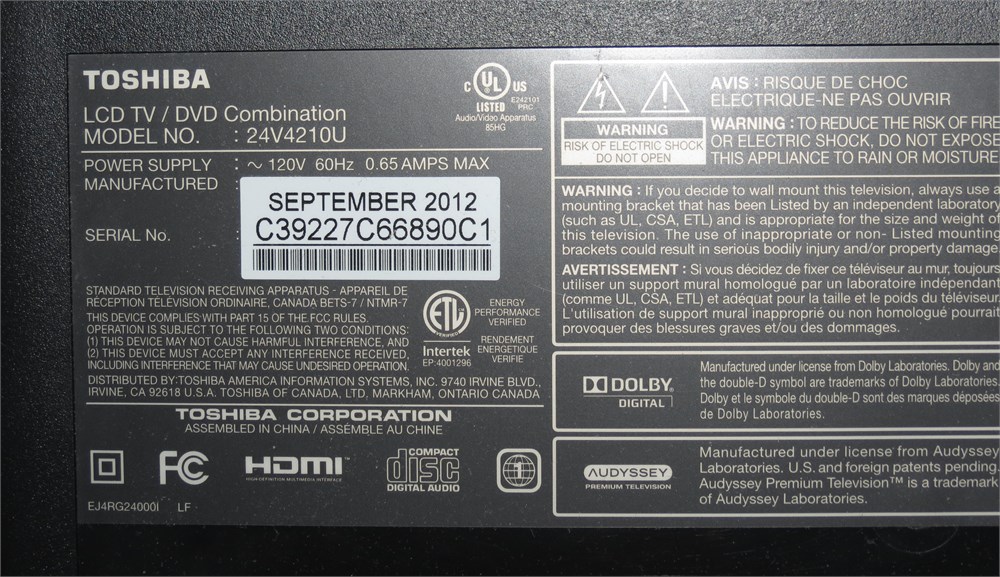 TOSHIBA
LCD TV / DVD Combination
MODEL NO. : 24V4210U
C UL US
LISTED E242101 PRC
Audio/Video Apparatus
85HG
POWER SUPPLY : ~ 120V 60Hz 0.65 AMPS MAX
MANUFACTURED :
SEPTEMBER 2012
SERIAL No. : C39227C66890C1
STANDARD TELEVISION RECEIVING APPARATUS - APPAREIL DE
RÉCEPTION TÉLÉVISION ORDINAIRE, CANADA BETS-7 / NTMR-7
THIS DEVICE COMPLIES WITH PART 15 OF THE FCC RULES.
OPERATION IS SUBJECT TO THE FOLLOWING TWO CONDITIONS:
(1) THIS DEVICE MAY NOT CAUSE HARMFUL INTERFERENCE, AND
(2) THIS DEVICE MUST ACCEPT ANY INTERFERENCE RECEIVED,
INCLUDING INTERFERENCE THAT MAY CAUSE UNDESIRED OPERATION.
ETL
Intertek
EP:4001296
ENERGY
PERFORMANCE
VERIFIED
RENDEMENT
ENERGETIQUE
VERIFIE
DISTRIBUTED BY:TOSHIBA AMERICA INFORMATION SYSTEMS, INC. 9740 IRVINE BLVD.,
IRVINE, CA 92618 U.S.A. TOSHIBA OF CANADA, LTD, MARKHAM, ONTARIO CANADA
TOSHIBA CORPORATION
ASSEMBLED IN CHINA / ASSEMBLÉ AU CHINE
FC
HDMI™
HIGH-DEFINITION MULTIMEDIA INTERFACE
COMPACT
disc
DIGITAL AUDIO
1
EJ4RG24000I LF
WARNING
RISK OF ELECTRIC SHOCK
DO NOT OPEN
AVIS : RISQUE DE CHOC
ELECTRIQUE-NE PAS OUVRIR
WARNING : TO REDUCE THE RISK OF FIRE
OR ELECTRIC SHOCK, DO NOT EXPOSE
THIS APPLIANCE TO RAIN OR MOISTURE
WARNING : If you decide to wall mount this television, always use a
mounting bracket that has been Listed by an independent laboratory
(such as UL, CSA, ETL) and is appropriate for the size and weight of
this television. The use of inappropriate or non- Listed mounting
brackets could result in serious bodily injury and/or property damage.
AVERTISSEMENT : Si vous décidez de fixer ce téléviseur au mur, toujours
utiliser un support mural homologué par un laboratoire indépendant
(comme UL, CSA, ETL) et adéquat pour la taille et le poids du téléviseur.
L'utilisation de support mural inapproprié ou non homologué pourrait
provoquer des blessures graves et/ou des dommages.
DOLBY®
DIGITAL
Manufactured under license from Dolby Laboratories. Dolby and
the double-D symbol are trademarks of Dolby Laboratories.
Dolby et le symbole du double-D sont des marques déposées
de Dolby Laboratories.
AUDYSSEY
PREMIUM TELEVISION
Manufactured under license from Audyssey
Laboratories. U.S. and foreign patents pending.
Audyssey Premium Television™ is a trademark
of Audyssey Laboratories.